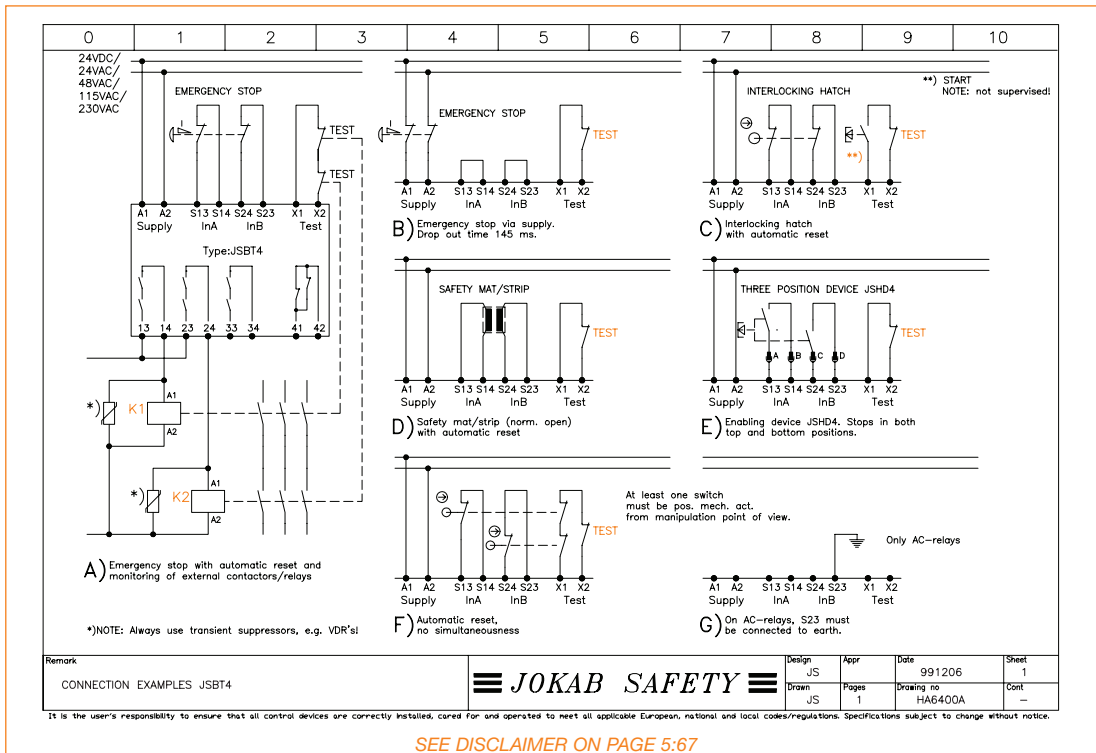 0 1 2 3 4 5 6 7 8 9 10
24VDC/
24VAC/
48VAC/
115VAC/
230VAC
EMERGENCY STOP
TEST
TEST
A1 A2 S13 S14 S24 S23 X1 X2
Supply InA InB Test
Type:JSBT4
13 14 23 24 33 34 41 42
*) K1 A1
A2
*) K2 A1
A2
A) Emergency stop with automatic reset and
monitoring of external contactors/relays
*)NOTE: Always use transient suppressors, e.g. VDR's!
EMERGENCY STOP
TEST
A1 A2 S13 S14 S24 S23 X1 X2
Supply InA InB Test
B) Emergency stop via supply.
Drop out time 145 ms.
**) START
NOTE: not supervised!
INTERLOCKING HATCH
TEST
**)
A1 A2 S13 S14 S24 S23 X1 X2
Supply InA InB Test
C) Interlocking hatch
with automatic reset
SAFETY MAT/STRIP
TEST
A1 A2 S13 S14 S24 S23 X1 X2
Supply InA InB Test
D) Safety mat/strip (norm. open)
with automatic reset
THREE POSITION DEVICE JSHD4
TEST
A B C D
A1 A2 S13 S14 S24 S23 X1 X2
Supply InA InB Test
E) Enabling device JSHD4. Stops in both
top and bottom positions.
At least one switch
must be pos. mech. act.
from manipulation point of view.
TEST
A1 A2 S13 S14 S24 S23 X1 X2
Supply InA InB Test
F) Automatic reset,
no simultaneousness
Only AC-relays
A1 A2 S13 S14 S24 S23 X1 X2
Supply InA InB Test
G) On AC-relays, S23 must
be connected to earth.
Remark
CONNECTION EXAMPLES JSBT4
JOKAB SAFETY
Design JS
Appr
Date 991206
Sheet 1
Drawn JS
Pages 1
Drawing no HA6400A
Cont -
It is the user's responsibility to ensure that all control devices are correctly installed, cared for and operated to meet all applicable European, national and local codes/regulations. Specifications subject to change without notice.
SEE DISCLAIMER ON PAGE 5:67